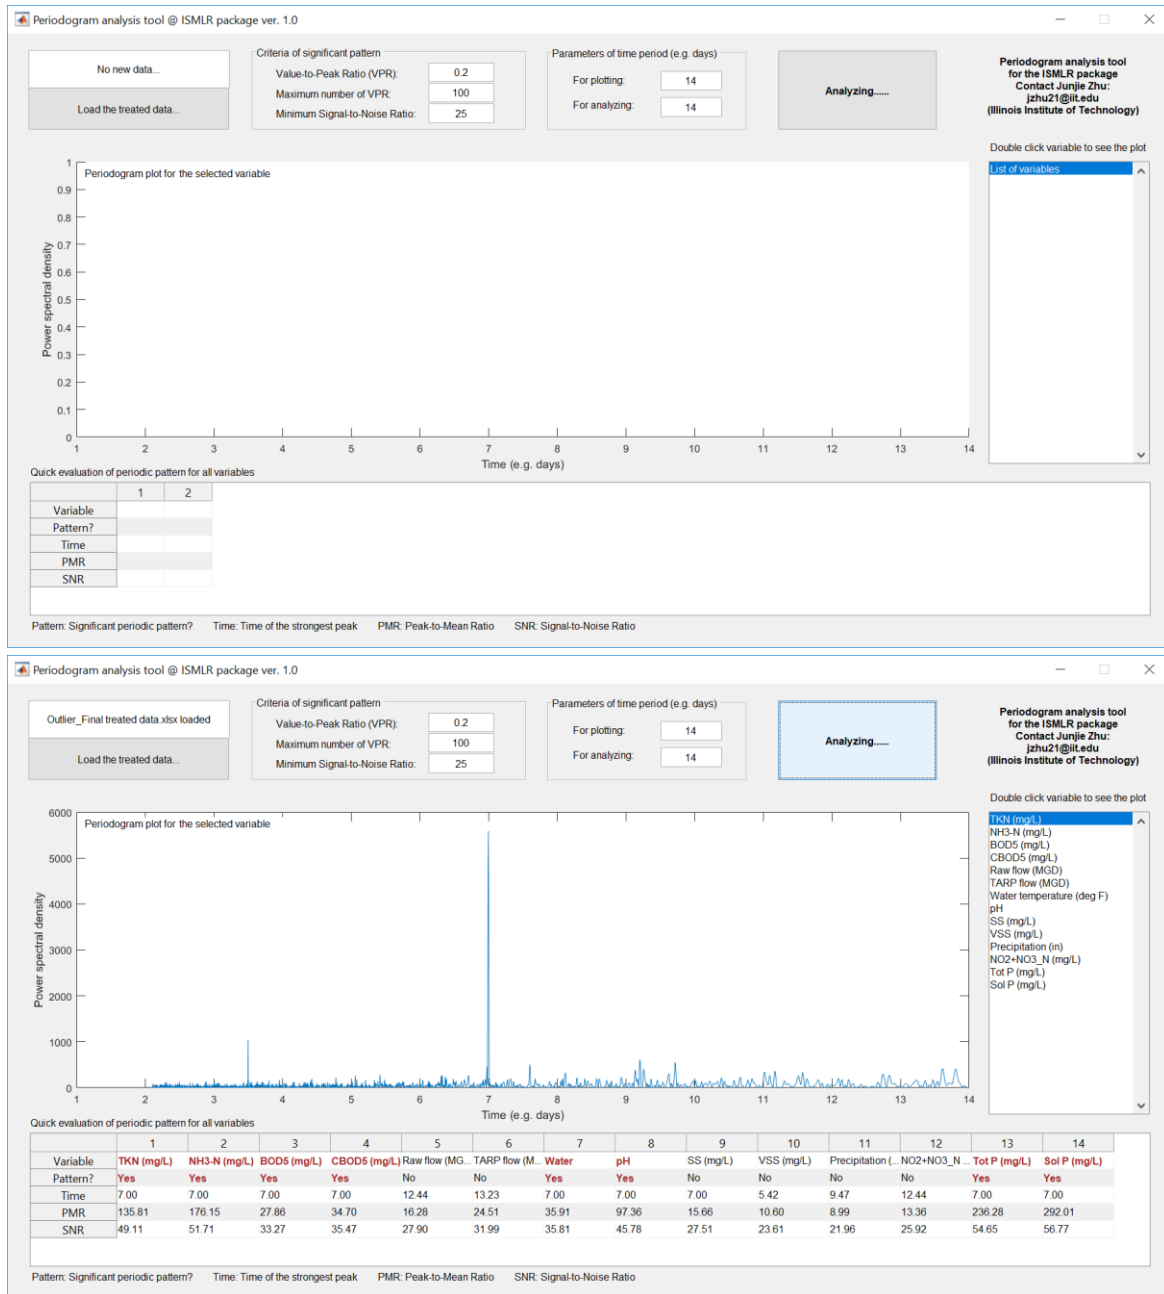 Periodogram analysis tool @ ISMLR package ver. 1.0
No new data...
Load the treated data...
Criteria of significant pattern
Value-to-Peak Ratio (VPR): 0.2
Maximum number of VPR: 100
Minimum Signal-to-Noise Ratio: 25
Parameters of time period (e.g. days)
For plotting: 14
For analyzing: 14
Analyzing......
Periodogram analysis tool
for the ISMLR package
Contact Junjie Zhu:
jzhu21@iit.edu
(Illinois Institute of Technology)
Double click variable to see the plot
List of variables
Periodogram plot for the selected variable
Power spectral density
1
0.9
0.8
0.7
0.6
0.5
0.4
0.3
0.2
0.1
0
1 2 3 4 5 6 7 8 9 10 11 12 13 14
Time (e.g. days)
Quick evaluation of periodic pattern for all variables
1 2
Variable
Pattern?
Time
PMR
SNR
Pattern: Significant periodic pattern? Time: Time of the strongest peak PMR: Peak-to-Mean Ratio SNR: Signal-to-Noise Ratio
Periodogram analysis tool @ ISMLR package ver. 1.0
Outlier_Final treated data.xlsx loaded
Load the treated data...
Criteria of significant pattern
Value-to-Peak Ratio (VPR): 0.2
Maximum number of VPR: 100
Minimum Signal-to-Noise Ratio: 25
Parameters of time period (e.g. days)
For plotting: 14
For analyzing: 14
Analyzing......
Periodogram analysis tool
for the ISMLR package
Contact Junjie Zhu:
jzhu21@iit.edu
(Illinois Institute of Technology)
Double click variable to see the plot
TKN (mg/L)
NH3-N (mg/L)
BOD5 (mg/L)
CBOD5 (mg/L)
Raw flow (MGD)
TARP flow (MGD)
Water temperature (deg F)
pH
SS (mg/L)
VSS (mg/L)
Precipitation (in)
NO2+NO3_N (mg/L)
Tot P (mg/L)
Sol P (mg/L)
Periodogram plot for the selected variable
Power spectral density
6000
5000
4000
3000
2000
1000
0
1 2 3 4 5 6 7 8 9 10 11 12 13 14
Time (e.g. days)
Quick evaluation of periodic pattern for all variables
1 2 3 4 5 6 7 8 9 10 11 12 13 14
Variable TKN (mg/L) NH3-N (mg/L) BOD5 (mg/L) CBOD5 (mg/L) Raw flow (MG... TARP flow (M... Water pH SS (mg/L) VSS (mg/L) Precipitation (... NO2+NO3_N ... Tot P (mg/L) Sol P (mg/L)
Pattern? Yes Yes Yes Yes No No Yes Yes No No No No Yes Yes
Time 7.00 7.00 7.00 7.00 12.44 13.23 7.00 7.00 7.00 5.42 9.47 12.44 7.00 7.00
PMR 135.81 176.15 27.86 34.70 16.28 24.51 35.91 97.36 15.66 10.60 8.99 13.36 236.28 292.01
SNR 49.11 51.71 33.27 35.47 27.90 31.99 35.81 45.78 27.51 23.61 21.96 25.92 54.65 56.77
Pattern: Significant periodic pattern? Time: Time of the strongest peak PMR: Peak-to-Mean Ratio SNR: Signal-to-Noise Ratio